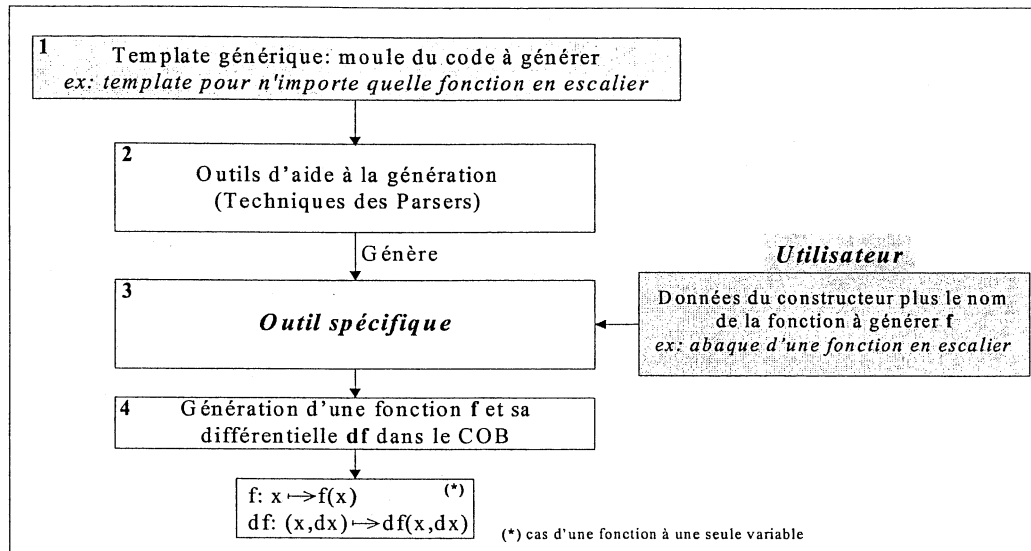 1
Template générique: moule du code à générer
ex: template pour n'importe quelle fonction en escalier
2
Outils d'aide à la génération
(Techniques des Parsers)
Génère
3
Outil spécifique
Utilisateur
Données du constructeur plus le nom
de la fonction à générer f
ex: abaque d'une fonction en escalier
4
Génération d'une fonction f et sa
différentielle df dans le COB
f: x ↦ f(x) (*)
df: (x,dx) ↦ df(x,dx)
(*) cas d'une fonction à une seule variable